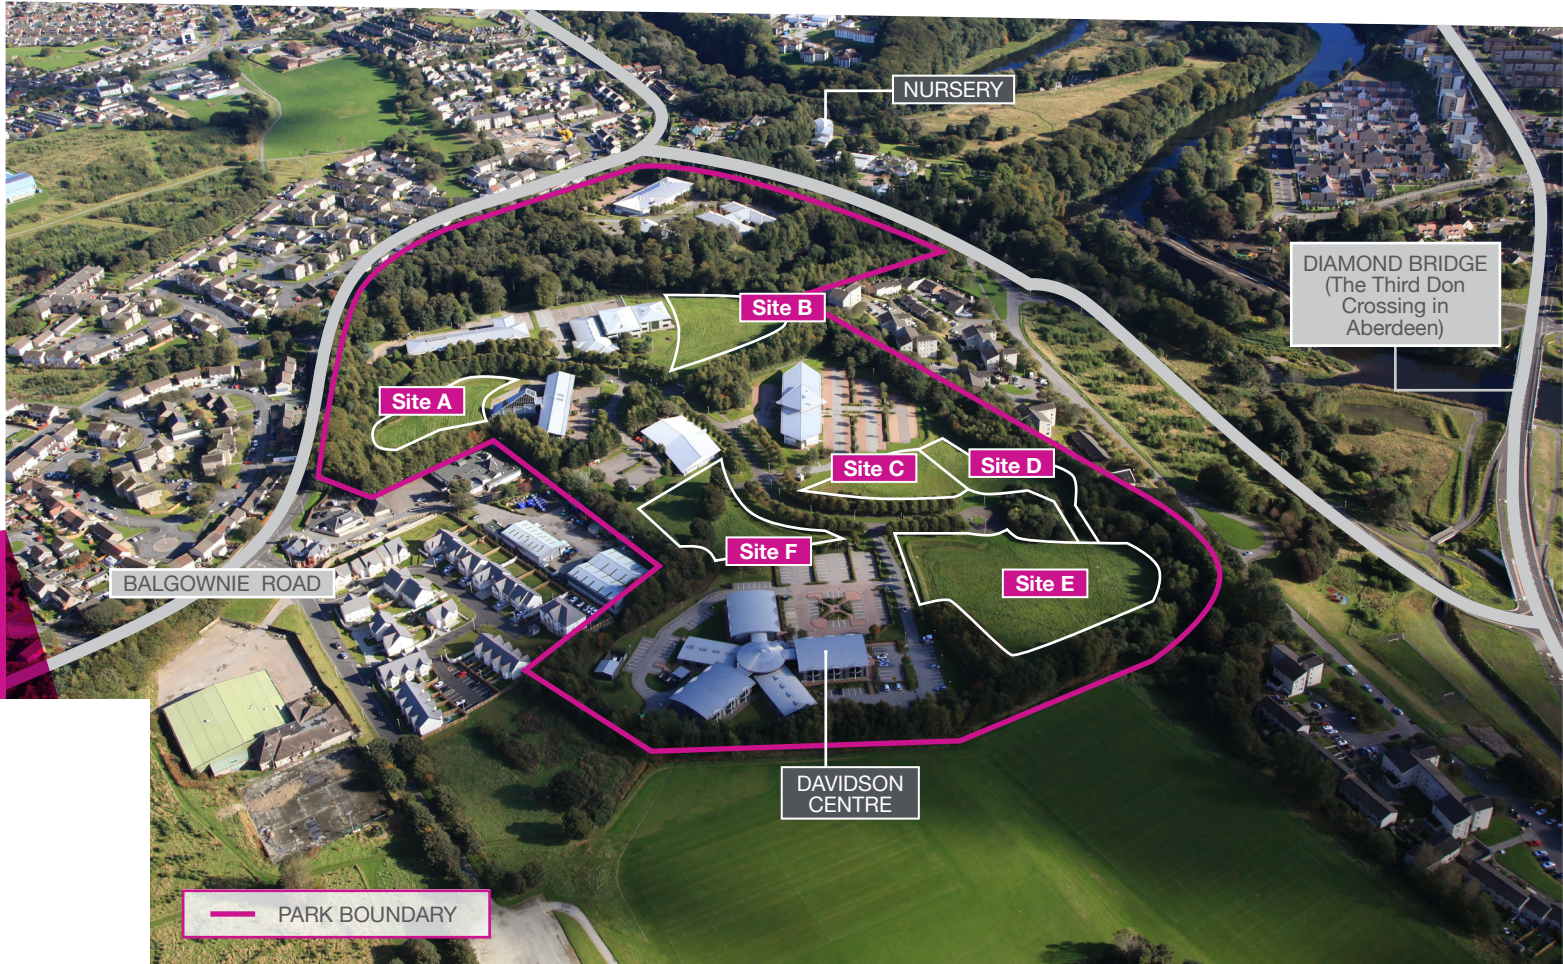 NURSERY
DIAMOND BRIDGE
(The Third Don
Crossing in
Aberdeen)
Site B
Site A
Site C
Site D
Site F
Site E
BALGOWNIE ROAD
DAVIDSON
CENTRE
PARK BOUNDARY